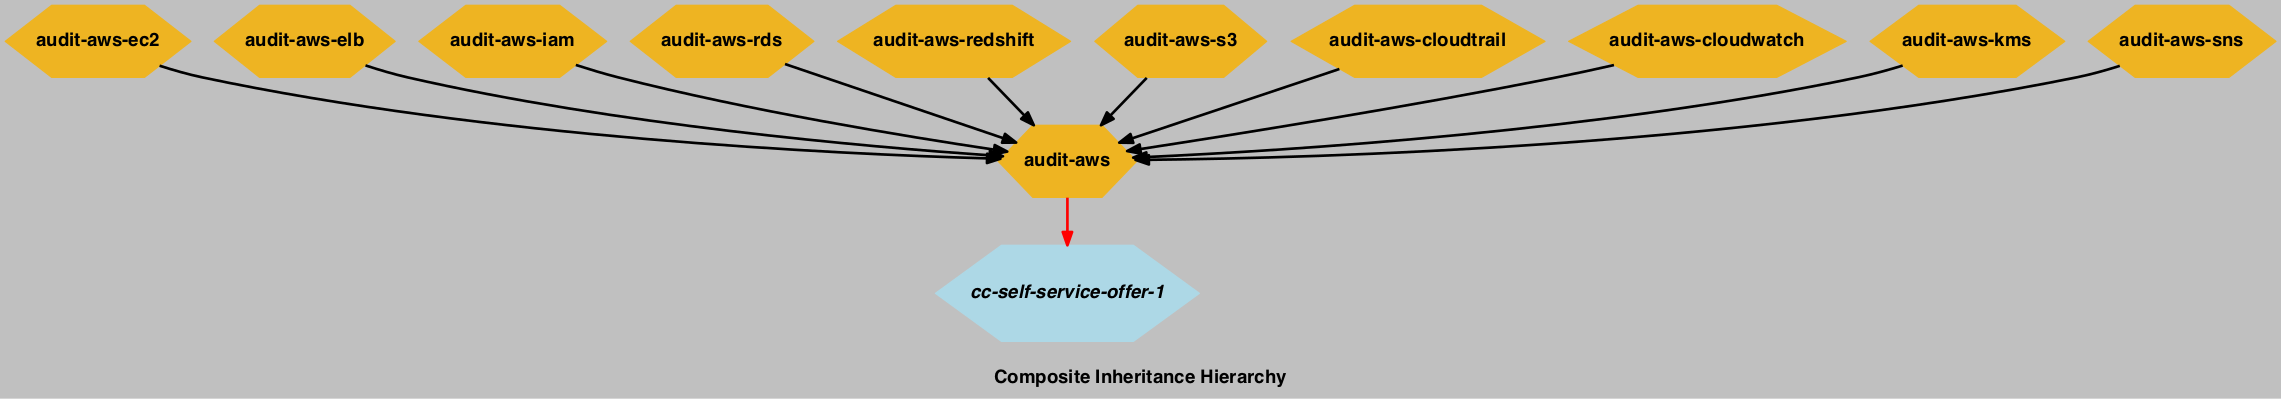 audit-aws-ec2
audit-aws-elb
audit-aws-iam
audit-aws-rds
audit-aws-redshift
audit-aws-s3
audit-aws-cloudtrail
audit-aws-cloudwatch
audit-aws-kms
audit-aws-sns
audit-aws
cc-self-service-offer-1
Composite Inheritance Hierarchy